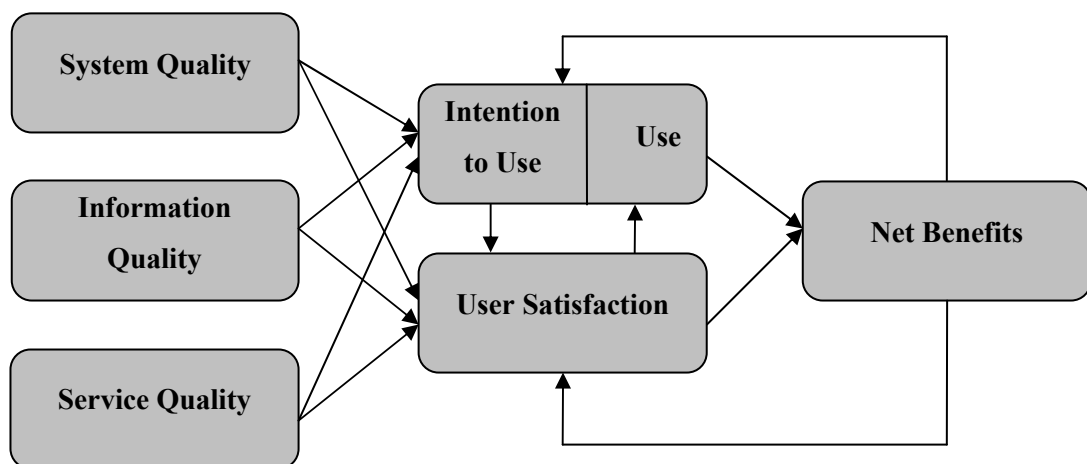 System Quality
Information
Quality
Service Quality
Intention
to Use
Use
User Satisfaction
Net Benefits